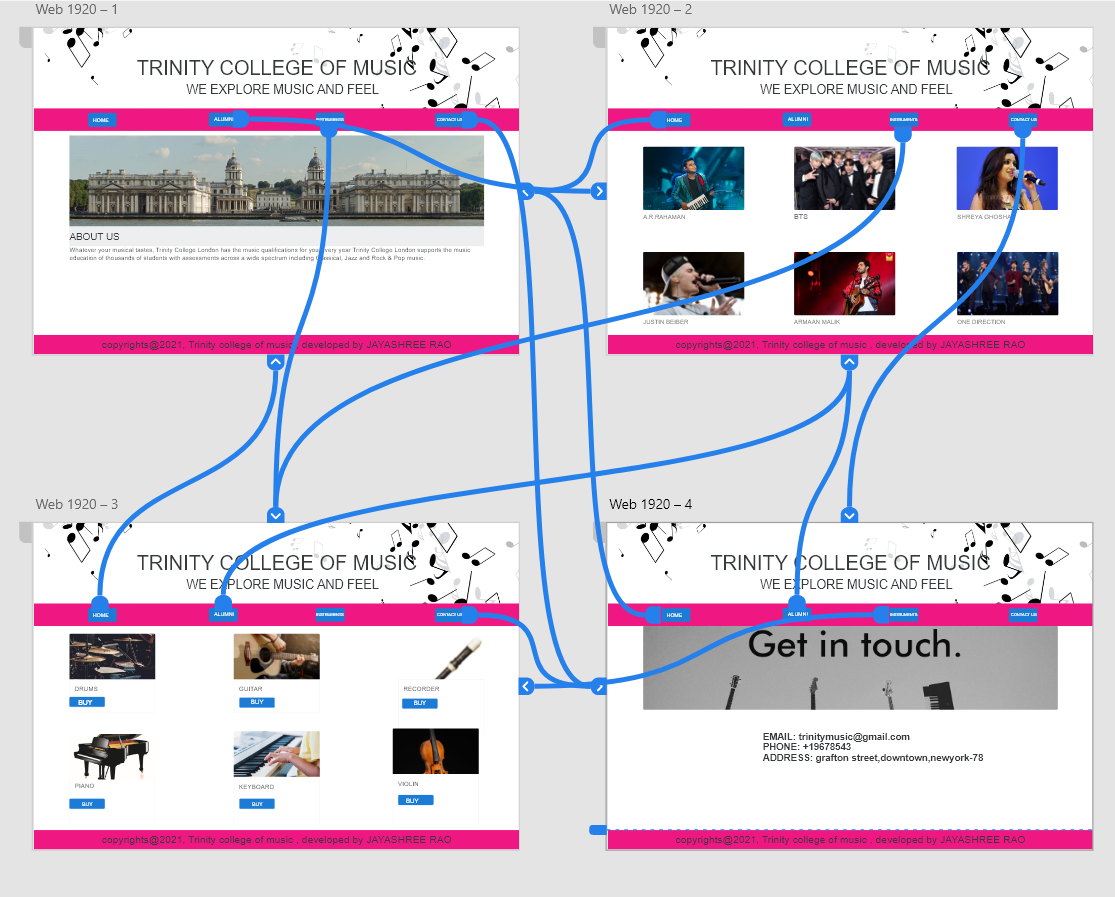 Web 1920 – 1
TRINITY COLLEGE OF MUSIC
WE EXPLORE MUSIC AND FEEL
HOME
ALUMNI
INSTRUMENTS
CONTACT US
ABOUT US
Whatever your musical tastes, Trinity College London has the music qualifications for you. very year Trinity College London supports the music
education of thousands of students with assessments across a wide spectrum including Classical, Jazz and Rock & Pop music.
copyrights@2021, Trinity college of music , developed by JAYASHREE RAO
Web 1920 – 2
TRINITY COLLEGE OF MUSIC
WE EXPLORE MUSIC AND FEEL
HOME
ALUMNI
INSTRUMENTS
CONTACT US
A.R.RAHAMAN
BTS
SHREYA GHOSHA
JUSTIN BEIBER
ARMAAN MALIK
ONE DIRECTION
copyrights@2021, Trinity college of music , developed by JAYASHREE RAO
Web 1920 – 3
TRINITY COLLEGE OF MUSIC
WE EXPLORE MUSIC AND FEEL
HOME
ALUMNI
INSTRUMENTS
CONTACT US
DRUMS
BUY
GUITAR
BUY
RECORDER
BUY
PIANO
BUY
KEYBOARD
BUY
VIOLIN
BUY
copyrights@2021, Trinity college of music , developed by JAYASHREE RAO
Web 1920 – 4
TRINITY COLLEGE OF MUSIC
WE EXPLORE MUSIC AND FEEL
HOME
ALUMNI
INSTRUMENTS
CONTACT US
Get in touch.
EMAIL: trinitymusic@gmail.com
PHONE: +19678543
ADDRESS: grafton street,downtown,newyork-78
copyrights@2021, Trinity college of music , developed by JAYASHREE RAO